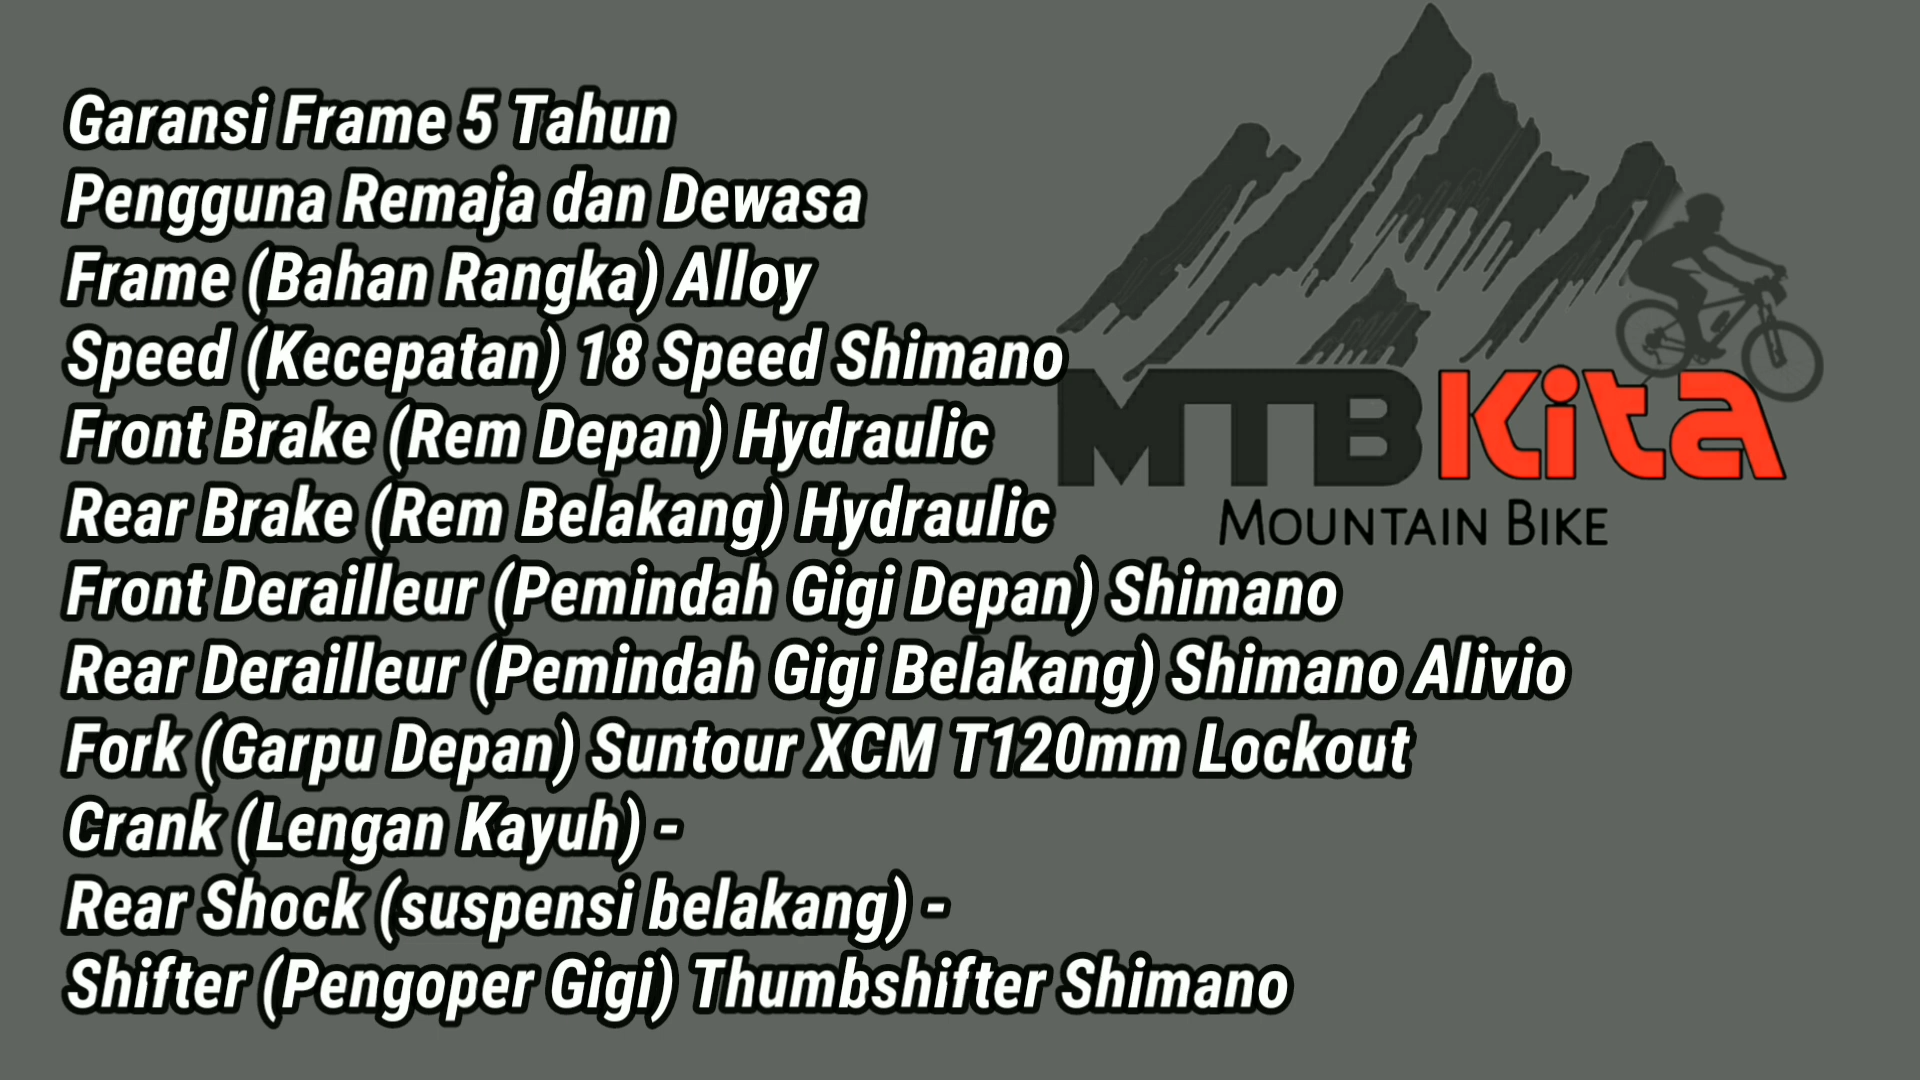 Garansi Frame 5 Tahun
Pengguna Remaja dan Dewasa
Frame (Bahan Rangka) Alloy
Speed (Kecepatan) 18 Speed Shimano
Front Brake (Rem Depan) Hydraulic
Rear Brake (Rem Belakang) Hydraulic
Front Derailleur (Pemindah Gigi Depan) Shimano
Rear Derailleur (Pemindah Gigi Belakang) Shimano Alivio
Fork (Garpu Depan) Suntour XCM T120mm Lockout
Crank (Lengan Kayuh) -
Rear Shock (suspensi belakang) -
Shifter (Pengoper Gigi) Thumbshifter Shimano
MTB Kita
Mountain Bike